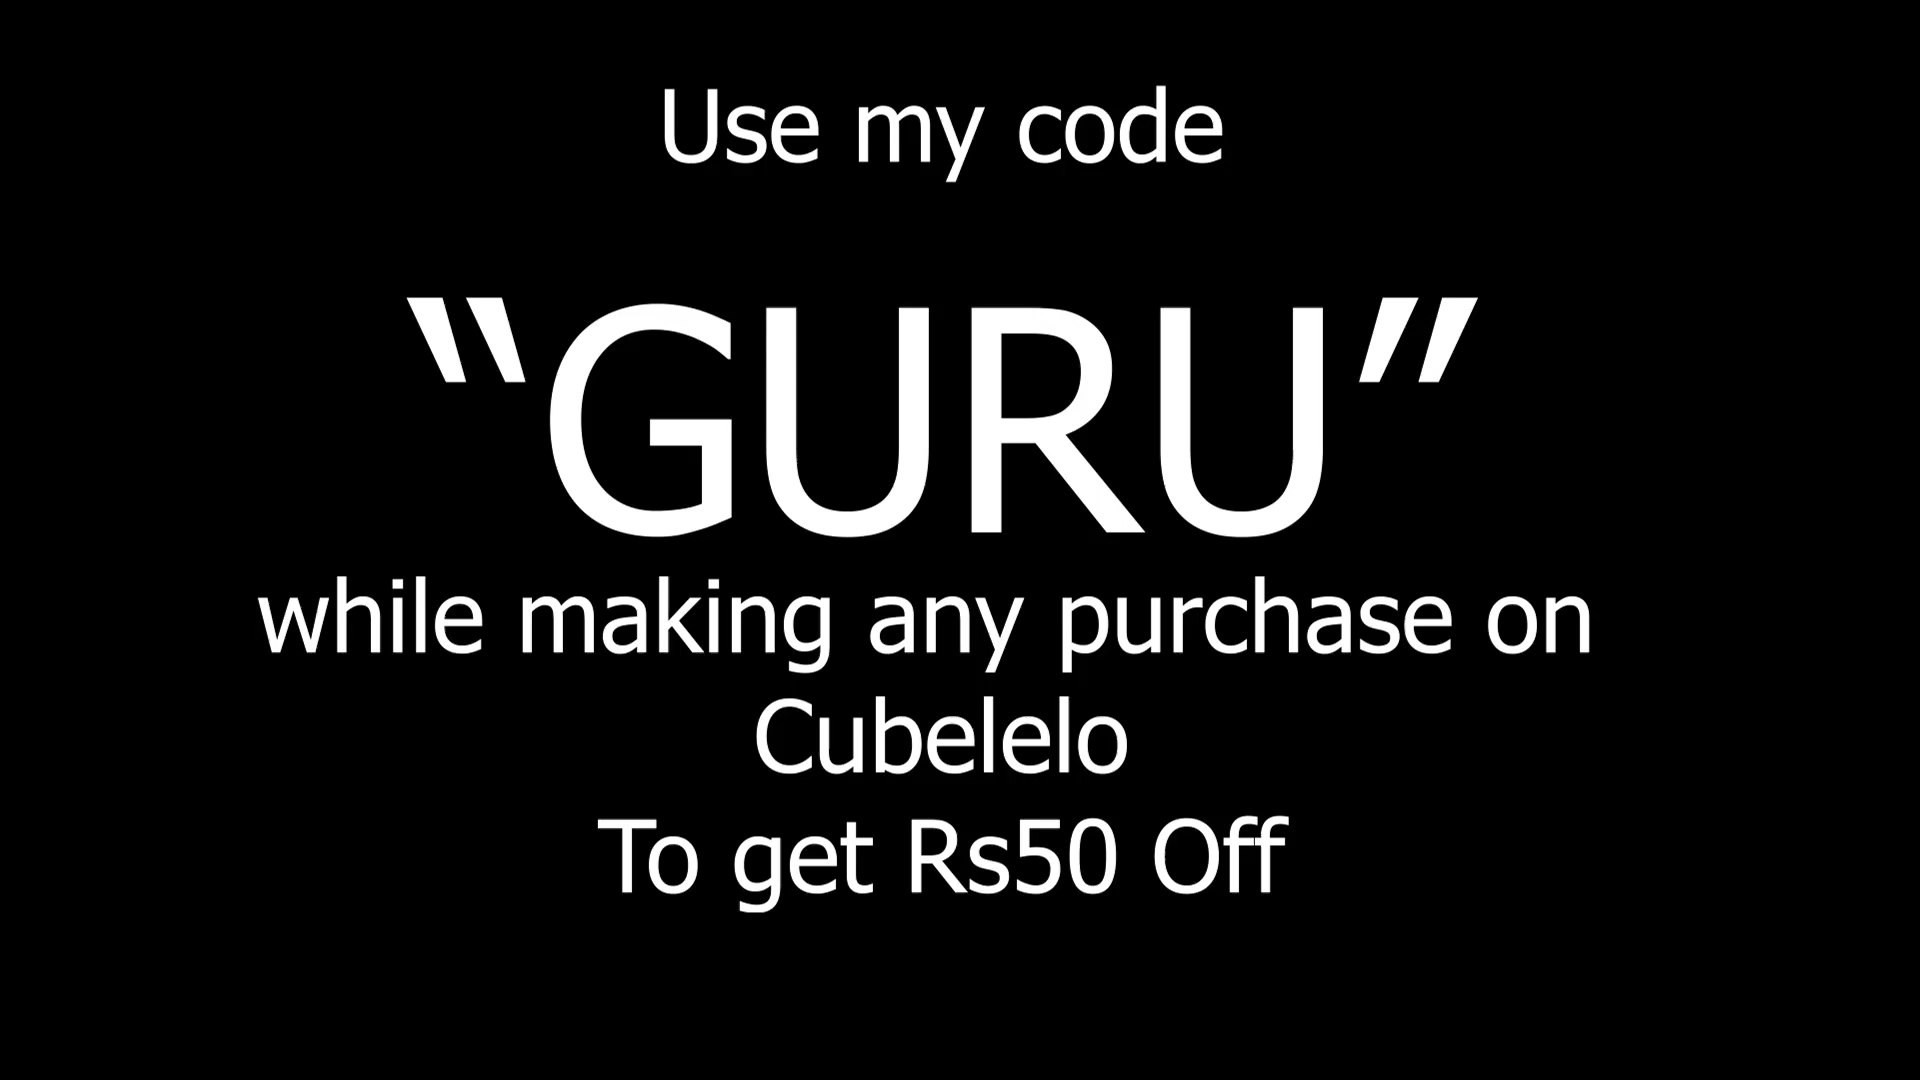 Use my code
“GURU”
while making any purchase on
Cubelelo
To get Rs50 Off